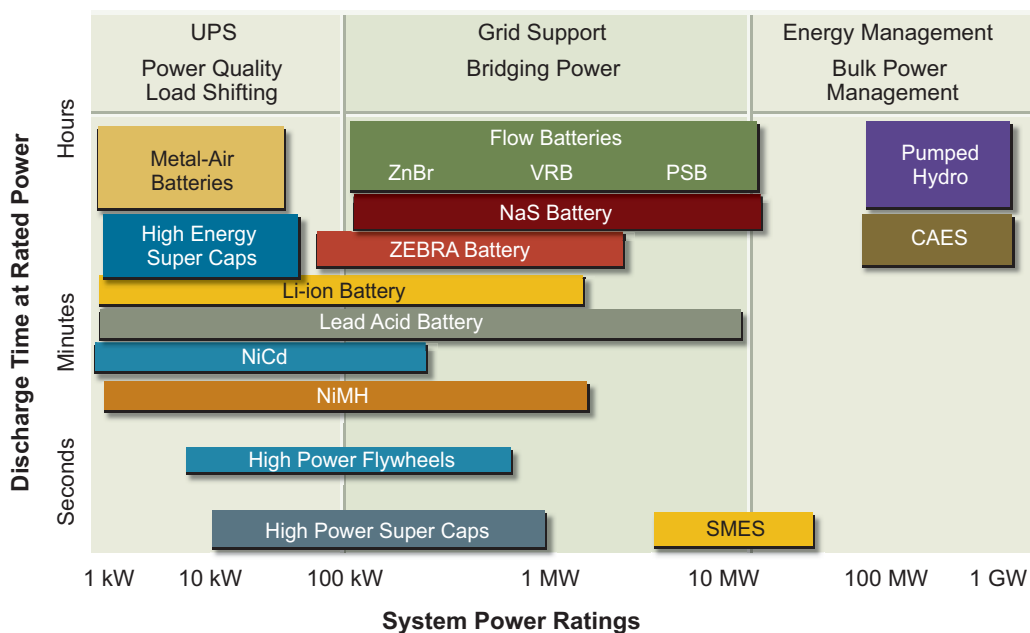 UPS
Power Quality
Load Shifting
Grid Support
Bridging Power
Energy Management
Bulk Power
Management
Discharge Time at Rated Power
Hours
Minutes
Seconds
Metal-Air
Batteries
Flow Batteries
ZnBr VRB PSB
Pumped
Hydro
NaS Battery
High Energy
Super Caps
ZEBRA Battery
CAES
Li-ion Battery
Lead Acid Battery
NiCd
NiMH
High Power Flywheels
High Power Super Caps
SMES
1 kW 10 kW 100 kW 1 MW 10 MW 100 MW 1 GW
System Power Ratings